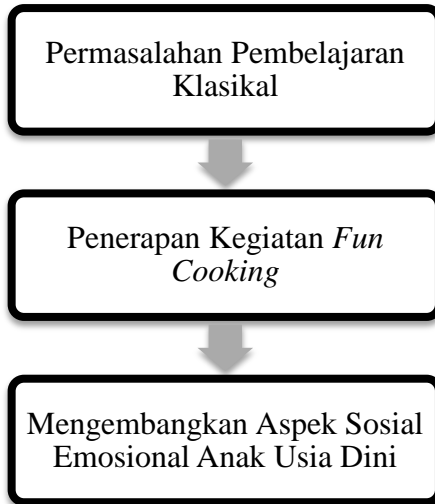 Permasalahan Pembelajaran
Klasikal
Penerapan Kegiatan Fun
Cooking
Mengembangkan Aspek Sosial
Emosional Anak Usia Dini